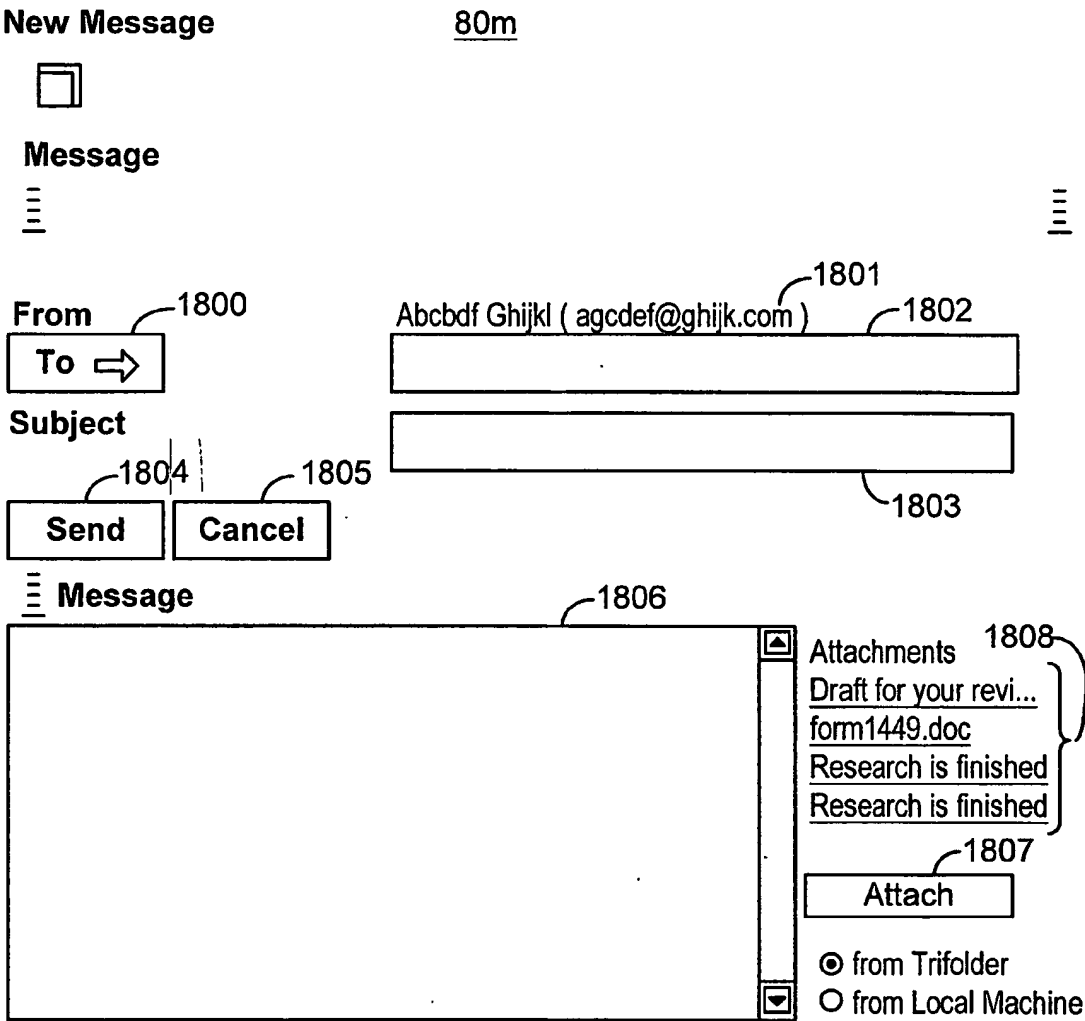 New Message 80m
Message
From 1800 Abcbdf Ghijkl ( agcdef@ghijk.com ) 1801
To 1802
Subject
1804 1805 1803
Send Cancel
Message 1806
Attachments 1808
Draft for your revi...
form1449.doc
Research is finished
Research is finished
1807
Attach
from Trifolder
from Local Machine